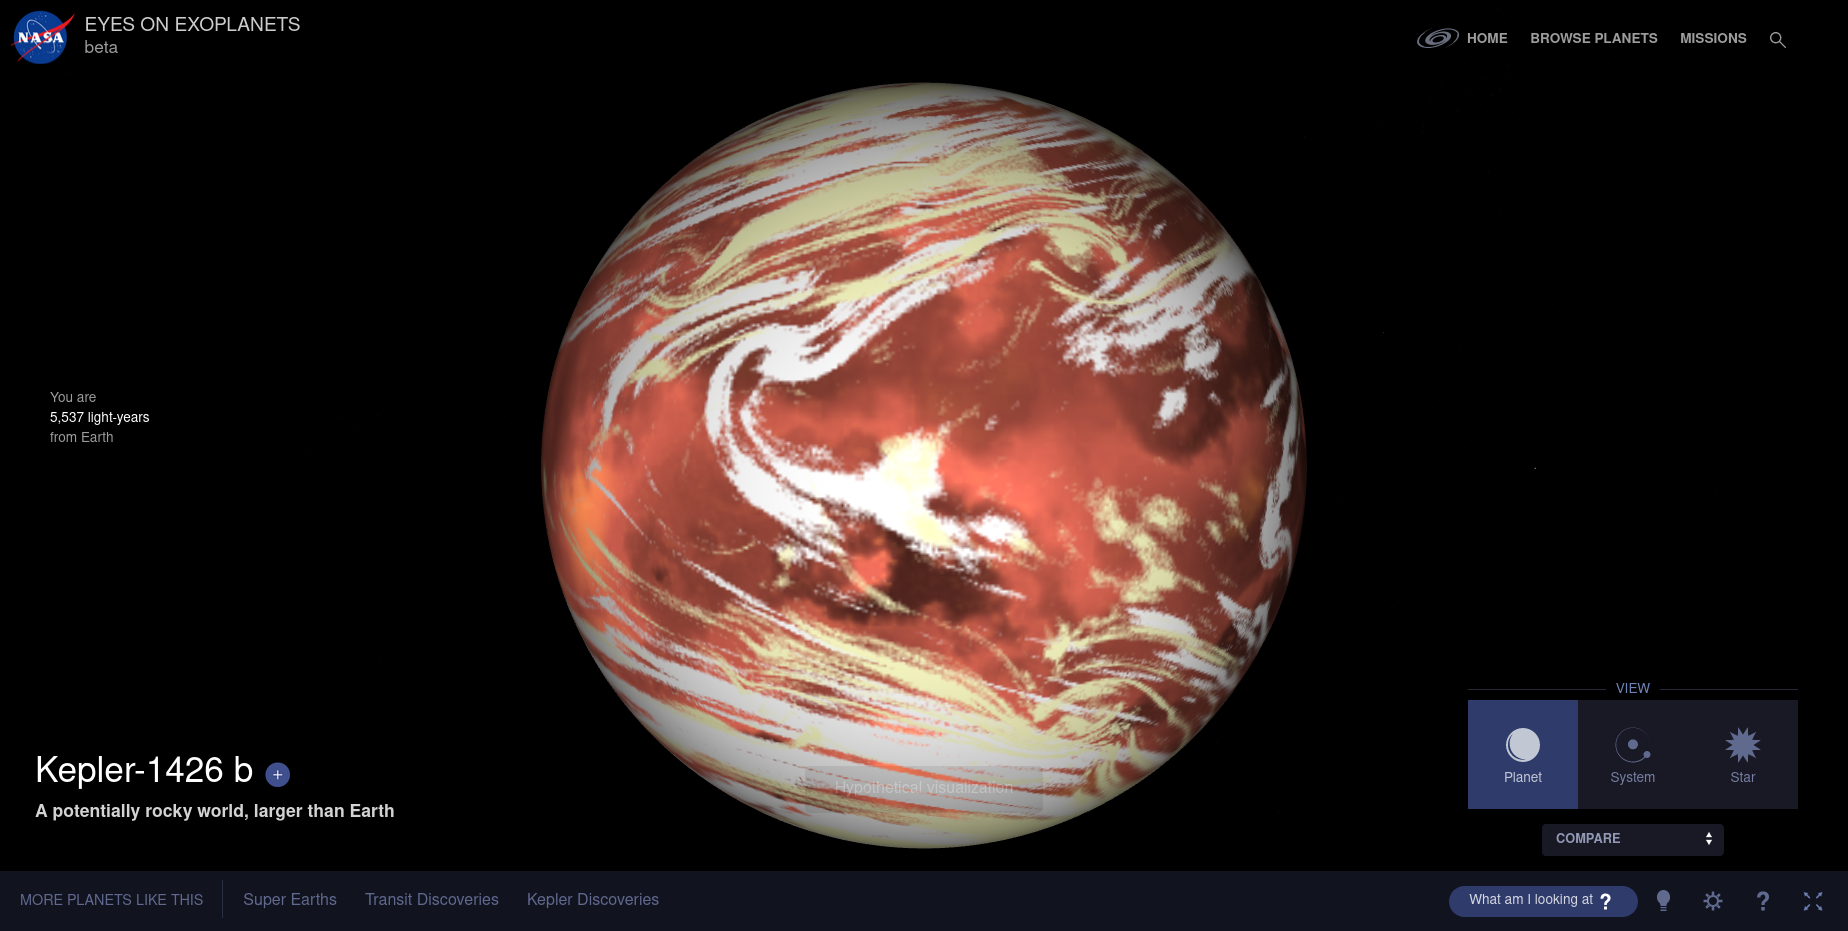 NASA
EYES ON EXOPLANETS
beta
HOME
BROWSE PLANETS
MISSIONS
You are
5,537 light-years
from Earth
Kepler-1426 b +
A potentially rocky world, larger than Earth
Hypothetical visualization
VIEW
Planet
System
Star
COMPARE
MORE PLANETS LIKE THIS
Super Earths
Transit Discoveries
Kepler Discoveries
What am I looking at ?
?